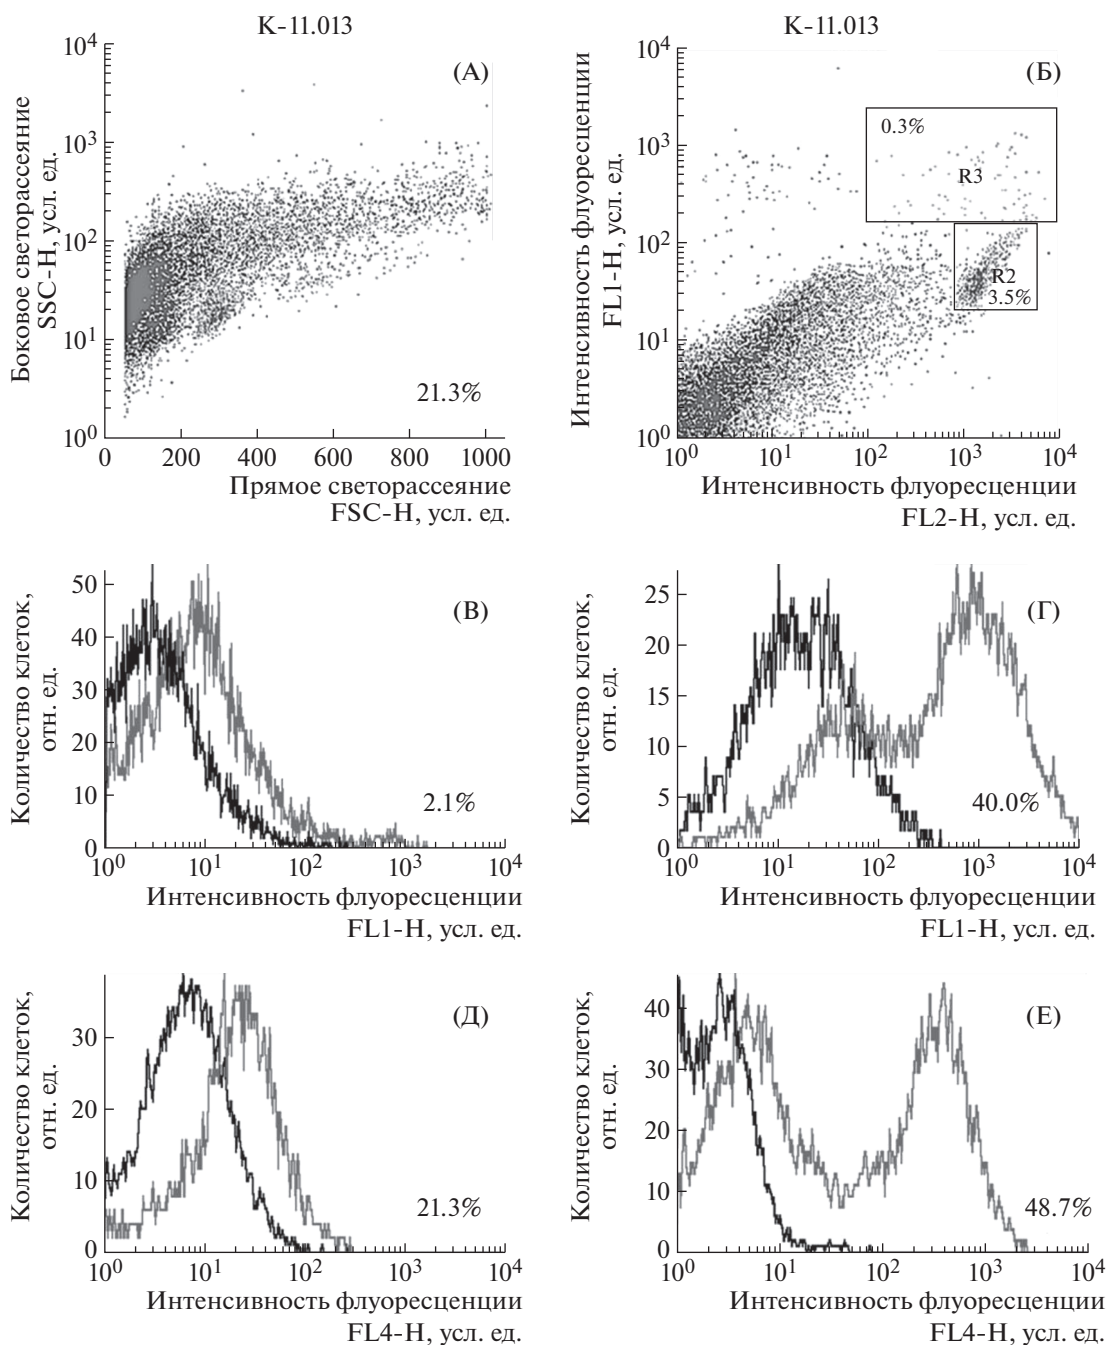 K-11.013
(А)
Боковое светорассеяние
SSC-H, усл. ед.
10⁴
10³
10²
10¹
10⁰
21.3%
0 200 400 600 800 1000
Прямое светорассеяние
FSC-H, усл. ед.
K-11.013
(Б)
Интенсивность флуоресценции
FL1-H, усл. ед.
10⁴
10³
10²
10¹
10⁰
0.3%
R3
R2
3.5%
10⁰ 10¹ 10² 10³ 10⁴
Интенсивность флуоресценции
FL2-H, усл. ед.
Количество клеток,
отн. ед.
(В)
50
40
30
20
10
0
2.1%
10⁰ 10¹ 10² 10³ 10⁴
Интенсивность флуоресценции
FL1-H, усл. ед.
Количество клеток,
отн. ед.
(Г)
25
20
15
10
5
0
40.0%
10⁰ 10¹ 10² 10³ 10⁴
Интенсивность флуоресценции
FL1-H, усл. ед.
Количество клеток,
отн. ед.
(Д)
30
20
10
0
21.3%
10⁰ 10¹ 10² 10³ 10⁴
Интенсивность флуоресценции
FL4-H, усл. ед.
Количество клеток,
отн. ед.
(Е)
40
30
20
10
0
48.7%
10⁰ 10¹ 10² 10³ 10⁴
Интенсивность флуоресценции
FL4-H, усл. ед.